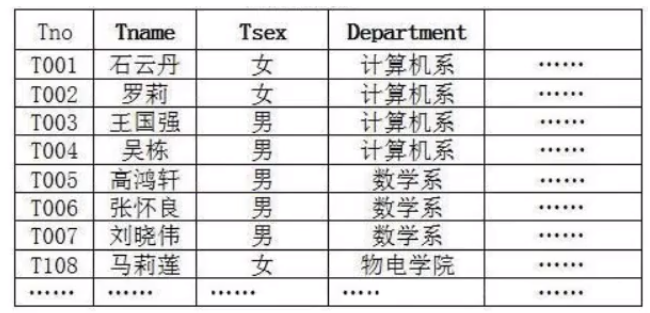 Tno Tname Tsex Department
T001 石云丹 女 计算机系 ……
T002 罗莉 女 计算机系 ……
T003 王国强 男 计算机系 ……
T004 吴栋 男 计算机系 ……
T005 高鸿轩 男 数学系 ……
T006 张怀良 男 数学系 ……
T007 刘晓伟 男 数学系 ……
T108 马莉莲 女 物电学院 ……
…… …… …… ….. ……